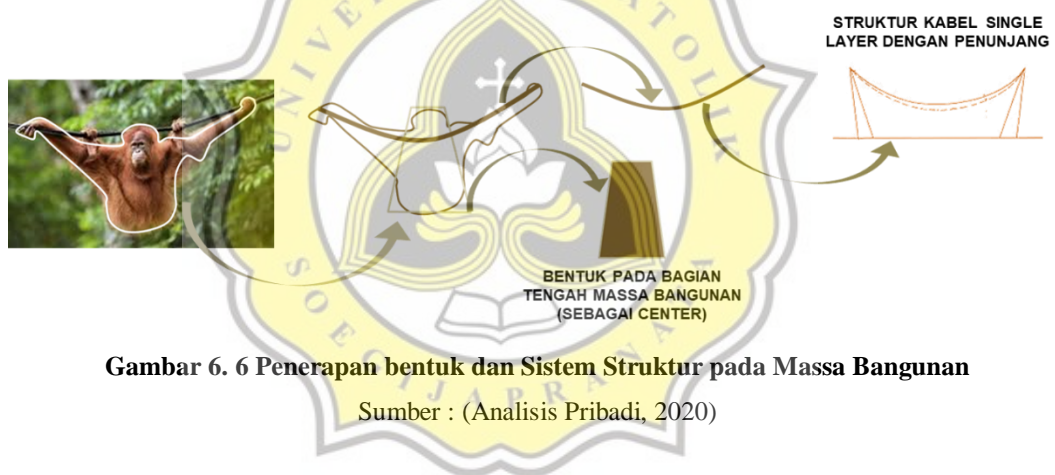 STRUKTUR KABEL SINGLE
LAYER DENGAN PENUNJANG
BENTUK PADA BAGIAN
TENGAH MASSA BANGUNAN
(SEBAGAI CENTER)
Gambar 6. 6 Penerapan bentuk dan Sistem Struktur pada Massa Bangunan
Sumber : (Analisis Pribadi, 2020)
SOEGIJAPRANATA